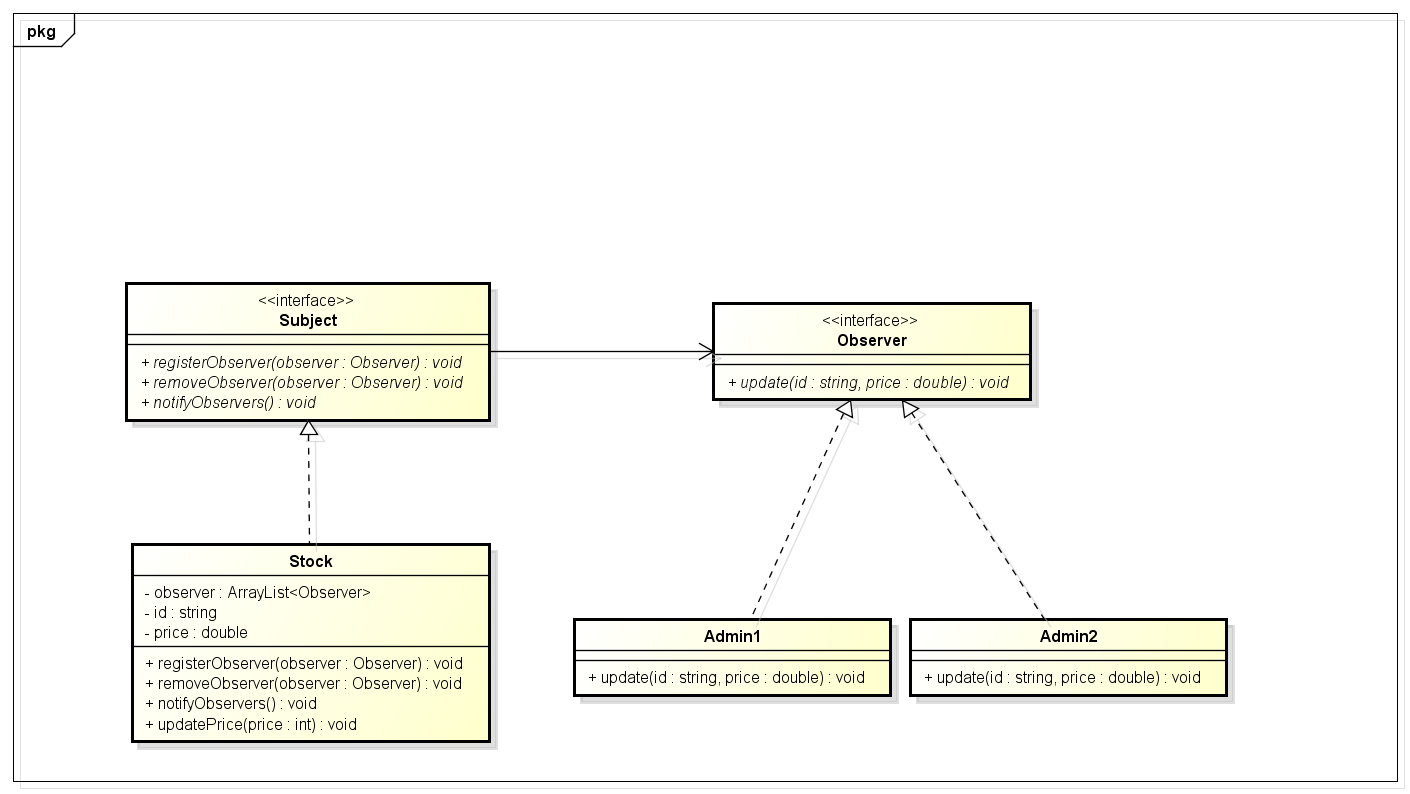 pkg
<<interface>>
Subject
+ registerObserver(observer : Observer) : void
+ removeObserver(observer : Observer) : void
+ notifyObservers() : void
<<interface>>
Observer
+ update(id : string, price : double) : void
Stock
- observer : ArrayList<Observer>
- id : string
- price : double
+ registerObserver(observer : Observer) : void
+ removeObserver(observer : Observer) : void
+ notifyObservers() : void
+ updatePrice(price : int) : void
Admin1
+ update(id : string, price : double) : void
Admin2
+ update(id : string, price : double) : void